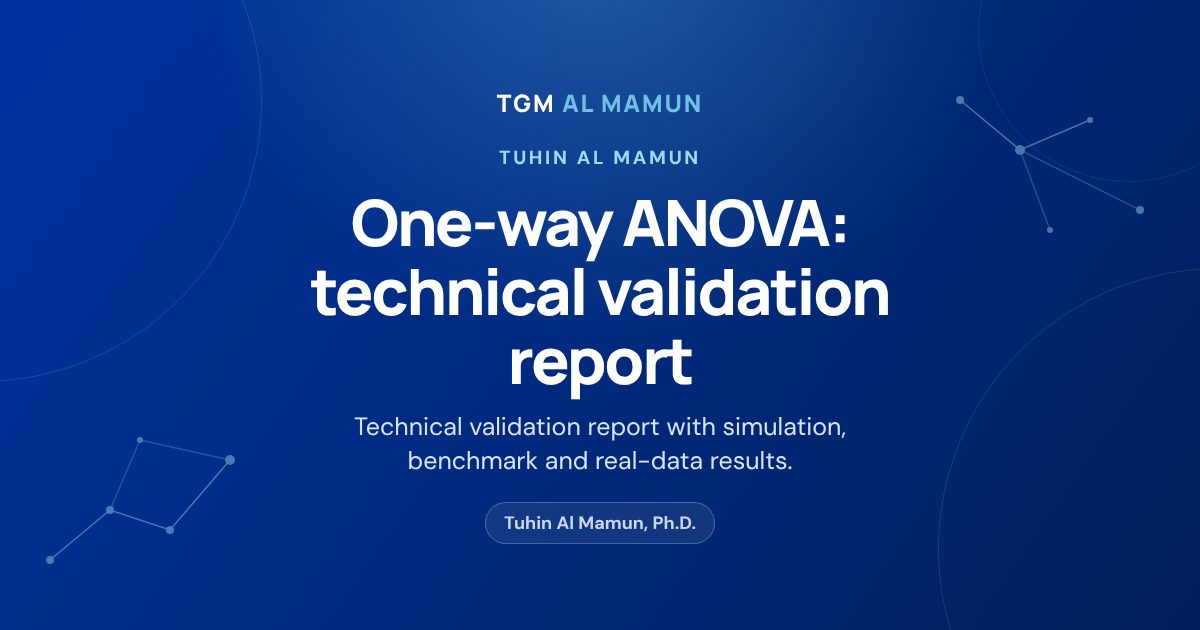 TGM AL MAMUN
TUHIN AL MAMUN
One-way ANOVA:
technical validation
report
Technical validation report with simulation,
benchmark and real-data results.
Tuhin Al Mamun, Ph.D.